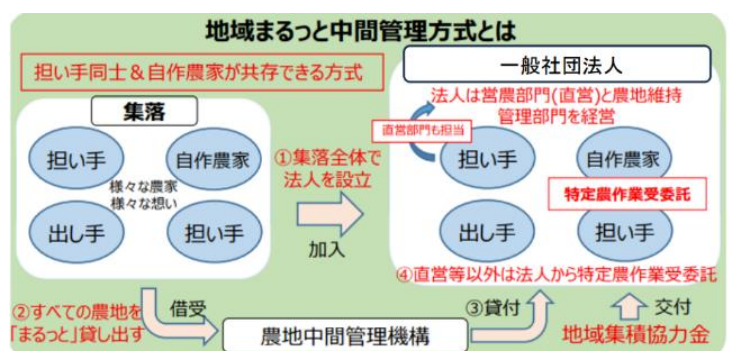 地域まるっと中間管理方式とは
担い手同士＆自作農家が共存できる方式
集落
担い手
自作農家
様々な農家
様々な想い
出し手
担い手
①集落全体で
法人を設立
加入
一般社団法人
法人は営農部門(直営)と農地維持
管理部門を経営
直営部門も担当
担い手
自作農家
特定農作業受委託
出し手
担い手
④直営等以外は法人から特定農作業受委託
②すべての農地を
「まるっと」貸し出す
借受
農地中間管理機構
③貸付
交付
地域集積協力金